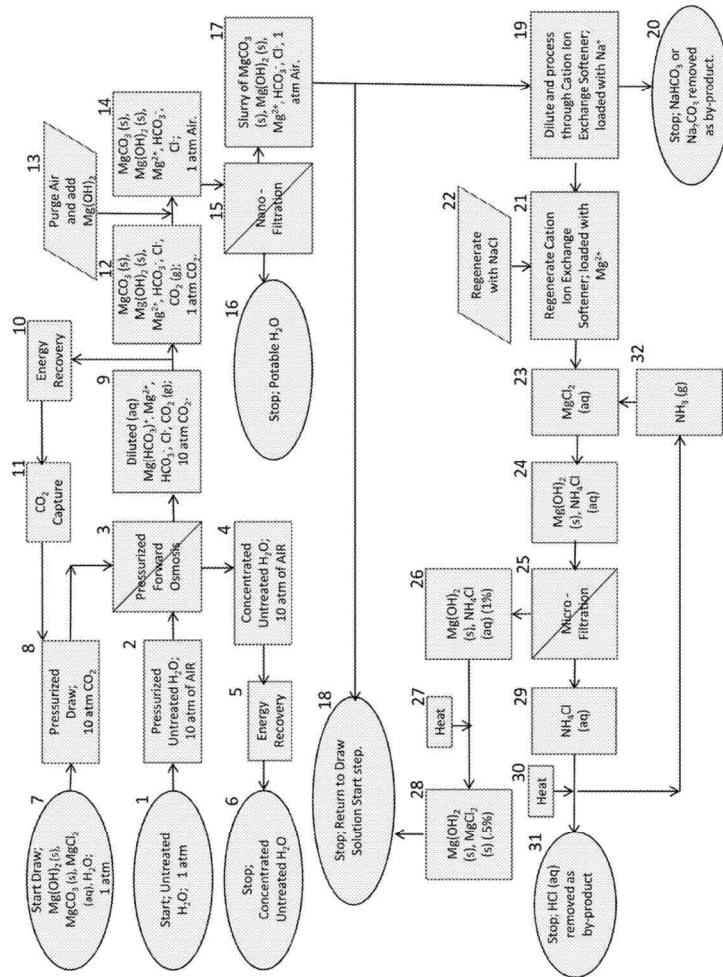 7
Start Draw;
Mg(OH)₂ (s),
MgCO₃ (s), MgCl₂
(aq), H₂O;
1 atm
8
Pressurized
Draw;
10 atm CO₂
11
CO₂
Capture
10
Energy
Recovery
1
Start; Untreated
H₂O; 1 atm
2
Pressurized
Untreated H₂O;
10 atm of AIR
3
Pressurized
Forward
Osmosis
9
Diluted (aq)
Mg(HCO₃)⁺, Mg²⁺,
HCO₃⁻, Cl⁻, CO₂ (g);
10 atm CO₂.
12
MgCO₃ (s),
Mg(OH)₂ (s),
Mg²⁺, HCO₃⁻, Cl⁻,
CO₂ (g);
1 atm CO₂.
13
Purge Air
and add
Mg(OH)₂
14
MgCO₃ (s),
Mg(OH)₂ (s),
Mg²⁺, HCO₃⁻,
Cl⁻;
1 atm Air.
6
Stop;
Concentrated
Untreated H₂O
5
Energy
Recovery
4
Concentrated
Untreated H₂O;
10 atm of AIR
16
Stop; Potable H₂O
15
Nano-
Filtration
17
Slurry of MgCO₃
(s), Mg(OH)₂ (s),
Mg²⁺, HCO₃⁻, Cl⁻, 1
atm Air.
18
Stop; Return to Draw
Solution Start step.
28
Mg(OH)₂
(s), MgCl₂
(s) (.5%)
27
Heat
26
Mg(OH)₂
(s), NH₄Cl
(aq) (1%)
22
Regenerate
with NaCl
19
Dilute and process
through Cation Ion
Exchange Softener;
loaded with Na⁺
31
Stop; HCl (aq)
removed as
by-product
30
Heat
29
NH₄Cl
(aq)
25
Micro-
Filtration
24
Mg(OH)₂
(s), NH₄Cl
(aq)
23
MgCl₂
(aq)
21
Regenerate Cation
Ion Exchange
Softener; loaded with
Mg²⁺
20
Stop; NaHCO₃ or
Na₂CO₃ removed
as by-product.
32
NH₃ (g)